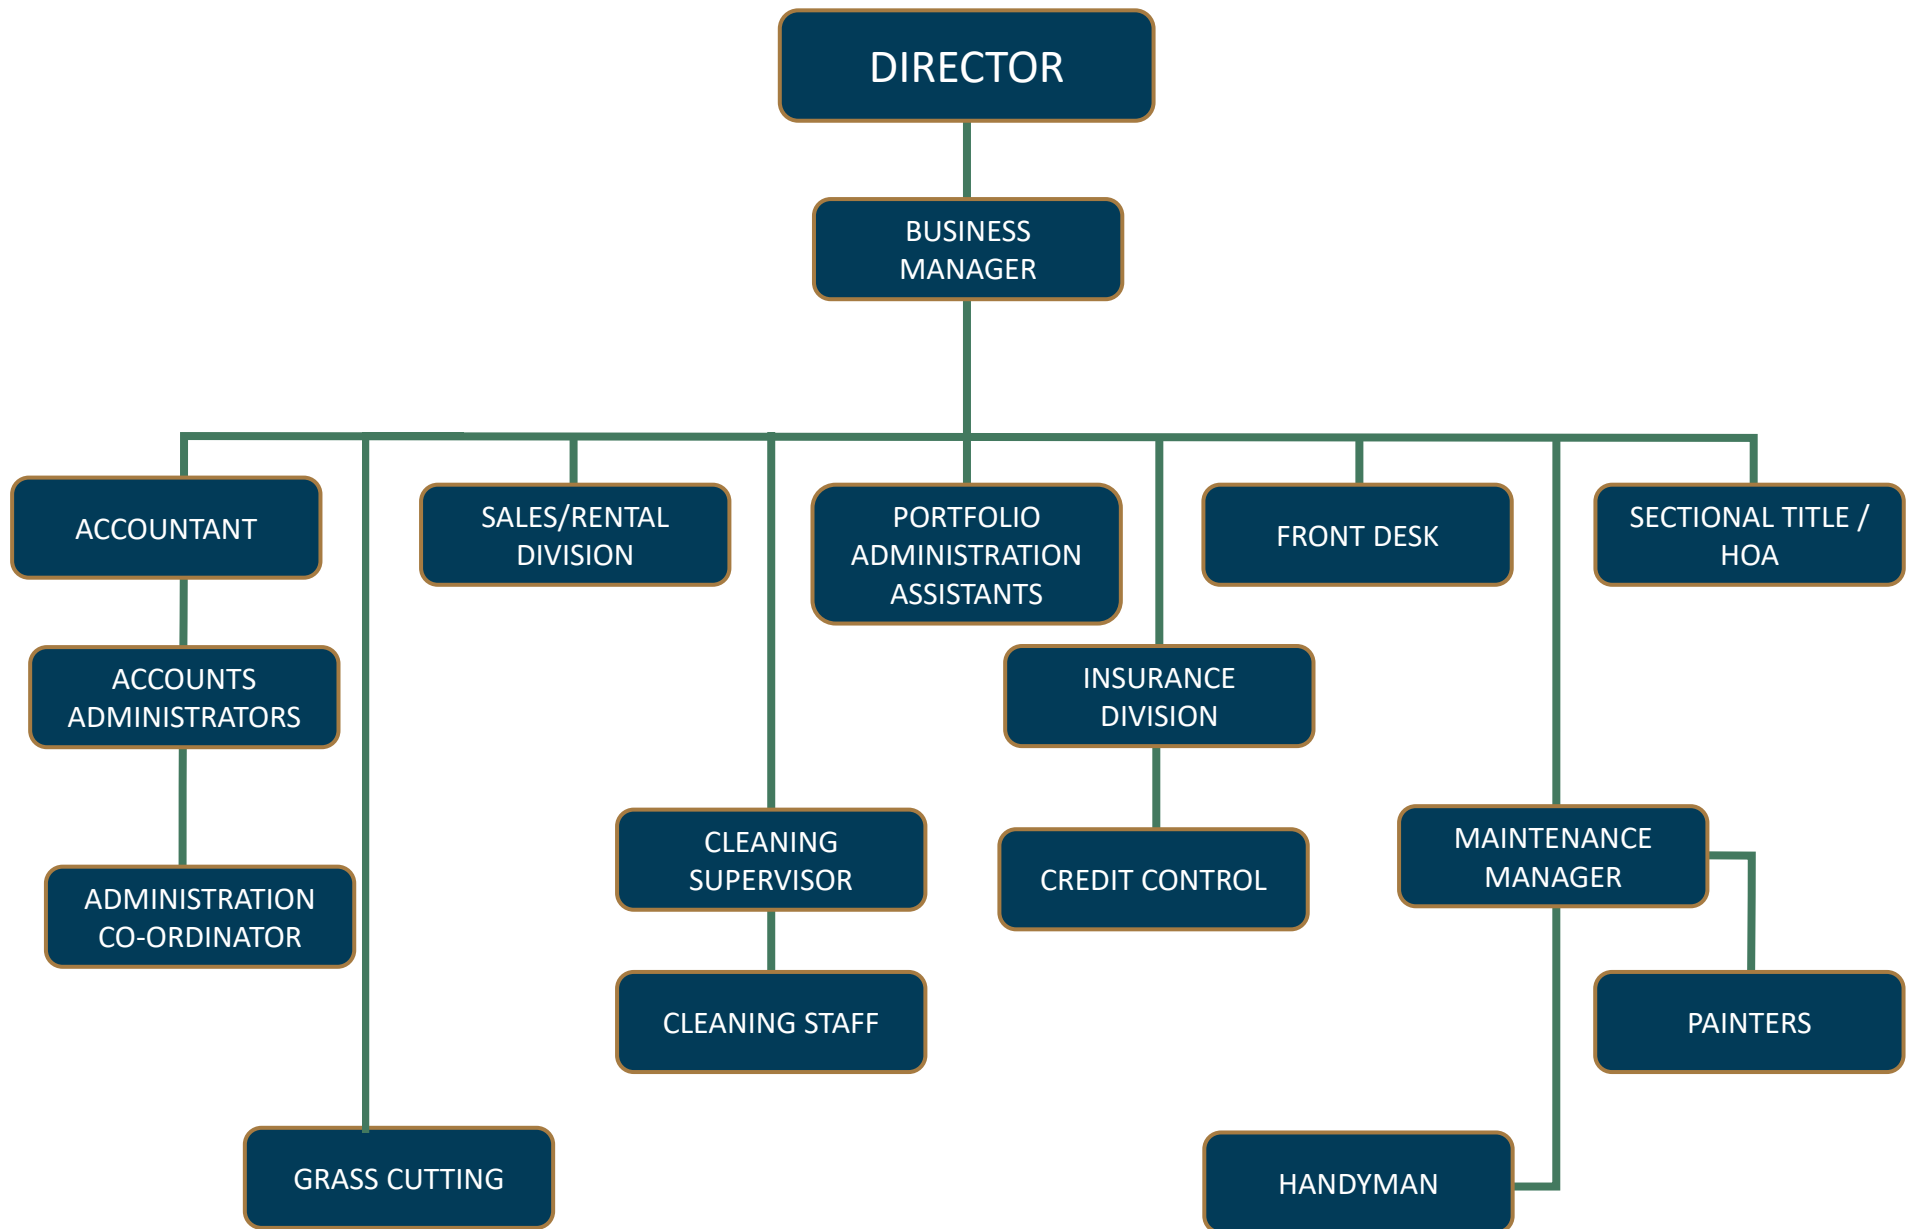 DIRECTOR
BUSINESS
MANAGER
ACCOUNTANT
SALES/RENTAL
DIVISION
PORTFOLIO
ADMINISTRATION
ASSISTANTS
FRONT DESK
SECTIONAL TITLE /
HOA
ACCOUNTS
ADMINISTRATORS
INSURANCE
DIVISION
CLEANING
SUPERVISOR
CREDIT CONTROL
MAINTENANCE
MANAGER
ADMINISTRATION
CO-ORDINATOR
CLEANING STAFF
PAINTERS
GRASS CUTTING
HANDYMAN